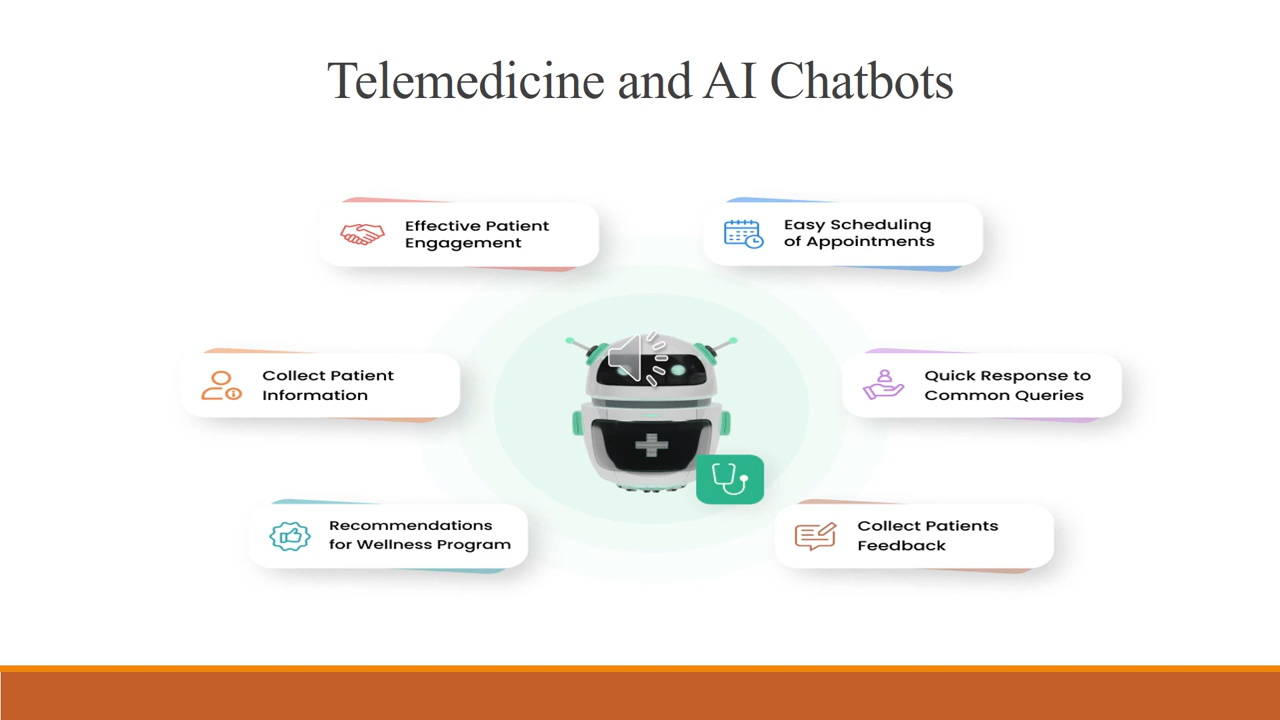 Telemedicine and AI Chatbots
Effective Patient
Engagement
Easy Scheduling
of Appointments
Collect Patient
Information
Quick Response to
Common Queries
Recommendations
for Wellness Program
Collect Patients
Feedback